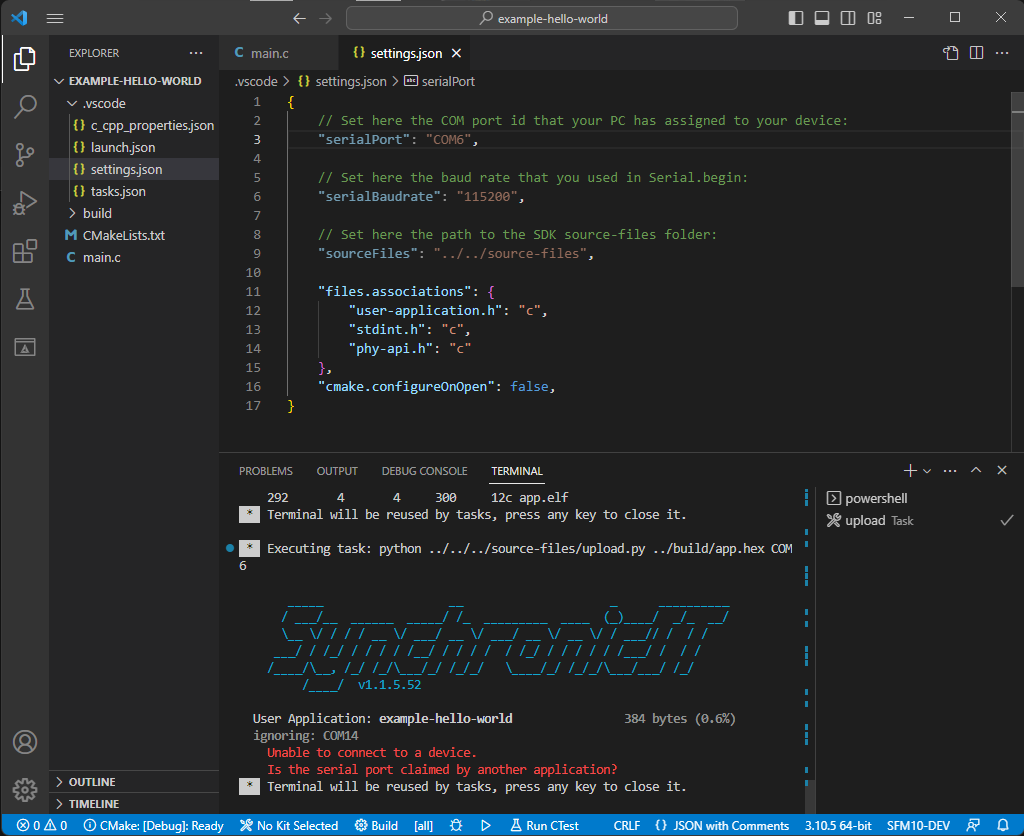 example-hello-world
EXPLORER
EXAMPLE-HELLO-WORLD
.vscode
{} c_cpp_properties.json
{} launch.json
{} settings.json
{} tasks.json
build
M CMakeLists.txt
C main.c
OUTLINE
TIMELINE
C main.c
{} settings.json
.vscode > {} settings.json > abc serialPort
1 {
2 // Set here the COM port id that your PC has assigned to your device:
3 "serialPort": "COM6",
4
5 // Set here the baud rate that you used in Serial.begin:
6 "serialBaudrate": "115200",
7
8 // Set here the path to the SDK source-files folder:
9 "sourceFiles": "../../source-files",
10
11 "files.associations": {
12 "user-application.h": "c",
13 "stdint.h": "c",
14 "phy-api.h": "c"
15 },
16 "cmake.configureOnOpen": false,
17 }
PROBLEMS OUTPUT DEBUG CONSOLE TERMINAL
292 4 4 300 12c app.elf
* Terminal will be reused by tasks, press any key to close it.
* Executing task: python ../../../source-files/upload.py ../build/app.hex COM
6
SynchronicIT
v1.1.5.52
User Application: example-hello-world 384 bytes (0.6%)
ignoring: COM14
Unable to connect to a device.
Is the serial port claimed by another application?
* Terminal will be reused by tasks, press any key to close it.
powershell
upload Task
0 0 CMake: [Debug]: Ready No Kit Selected Build [all] Run CTest CRLF {} JSON with Comments 3.10.5 64-bit SFM10-DEV